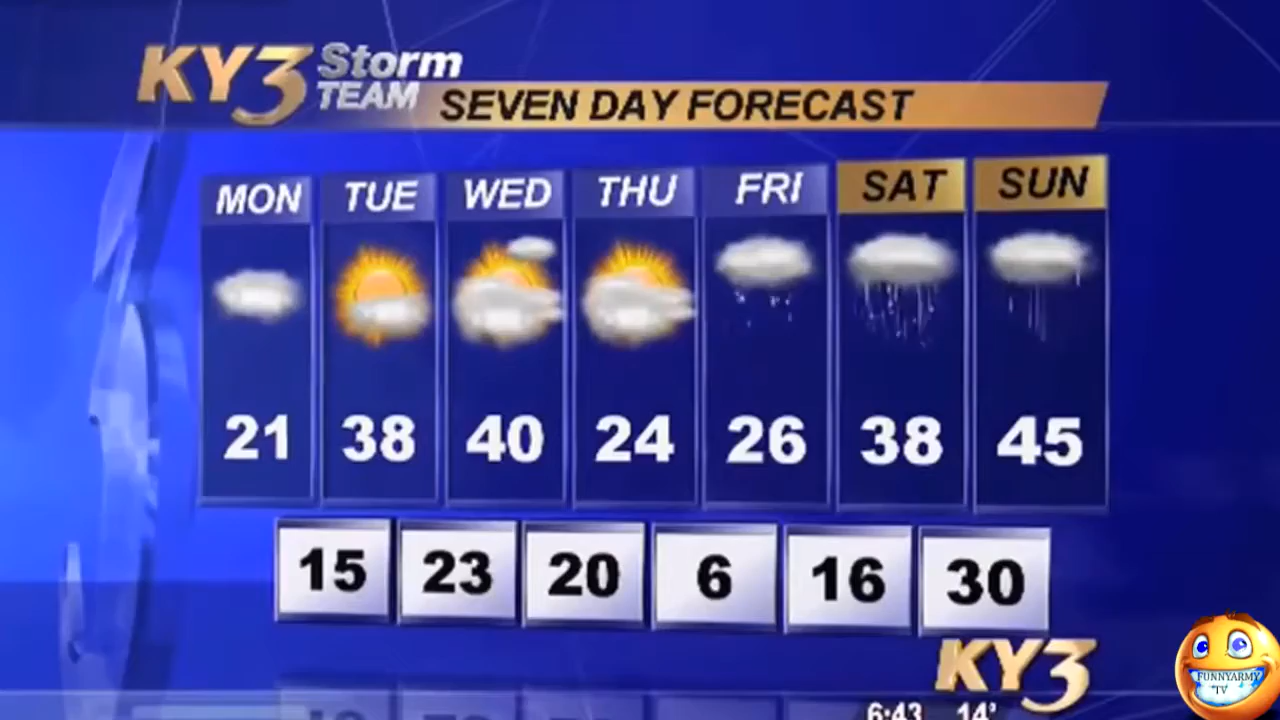 KY3 Storm TEAM
SEVEN DAY FORECAST
MON TUE WED THU FRI SAT SUN
21 38 40 24 26 38 45
15 23 20 6 16 30
KY3
6:43 14°
FUNNYARMY
TV